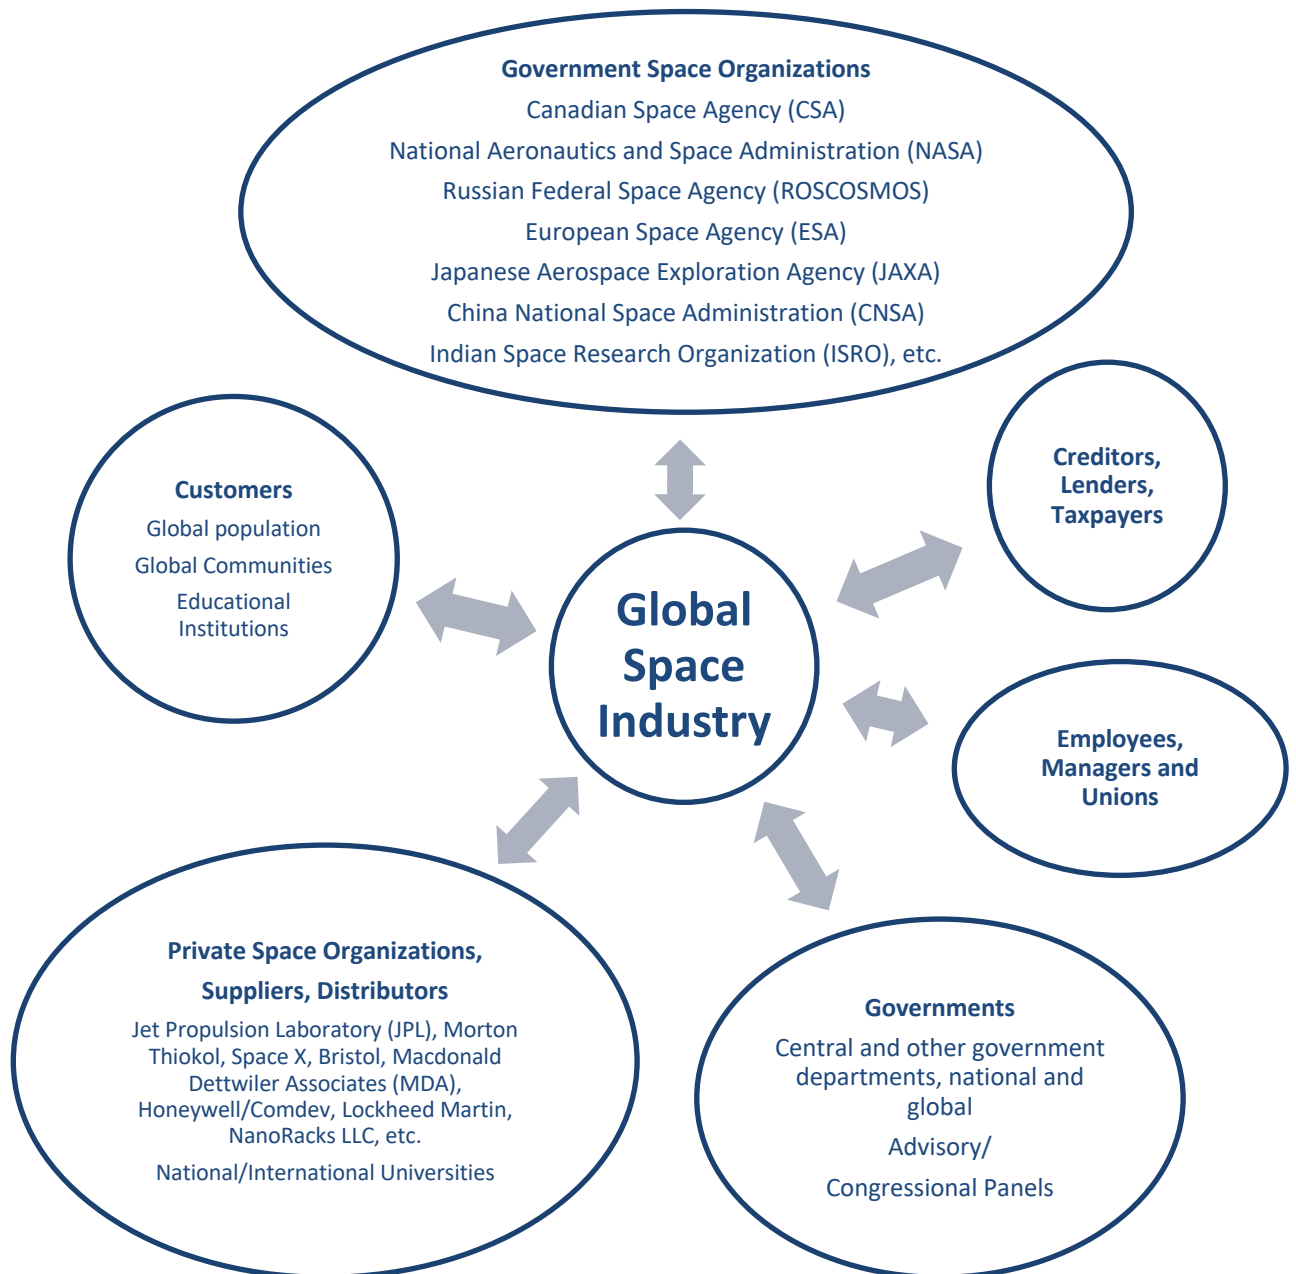 Government Space Organizations
Canadian Space Agency (CSA)
National Aeronautics and Space Administration (NASA)
Russian Federal Space Agency (ROSCOSMOS)
European Space Agency (ESA)
Japanese Aerospace Exploration Agency (JAXA)
China National Space Administration (CNSA)
Indian Space Research Organization (ISRO), etc.
Creditors,
Lenders,
Taxpayers
Customers
Global population
Global Communities
Educational
Institutions
Global
Space
Industry
Employees,
Managers and
Unions
Private Space Organizations,
Suppliers, Distributors
Jet Propulsion Laboratory (JPL), Morton
Thiokol, Space X, Bristol, Macdonald
Dettwiler Associates (MDA),
Honeywell/Comdev, Lockheed Martin,
NanoRacks LLC, etc.
National/International Universities
Governments
Central and other government
departments, national and
global
Advisory/
Congressional Panels